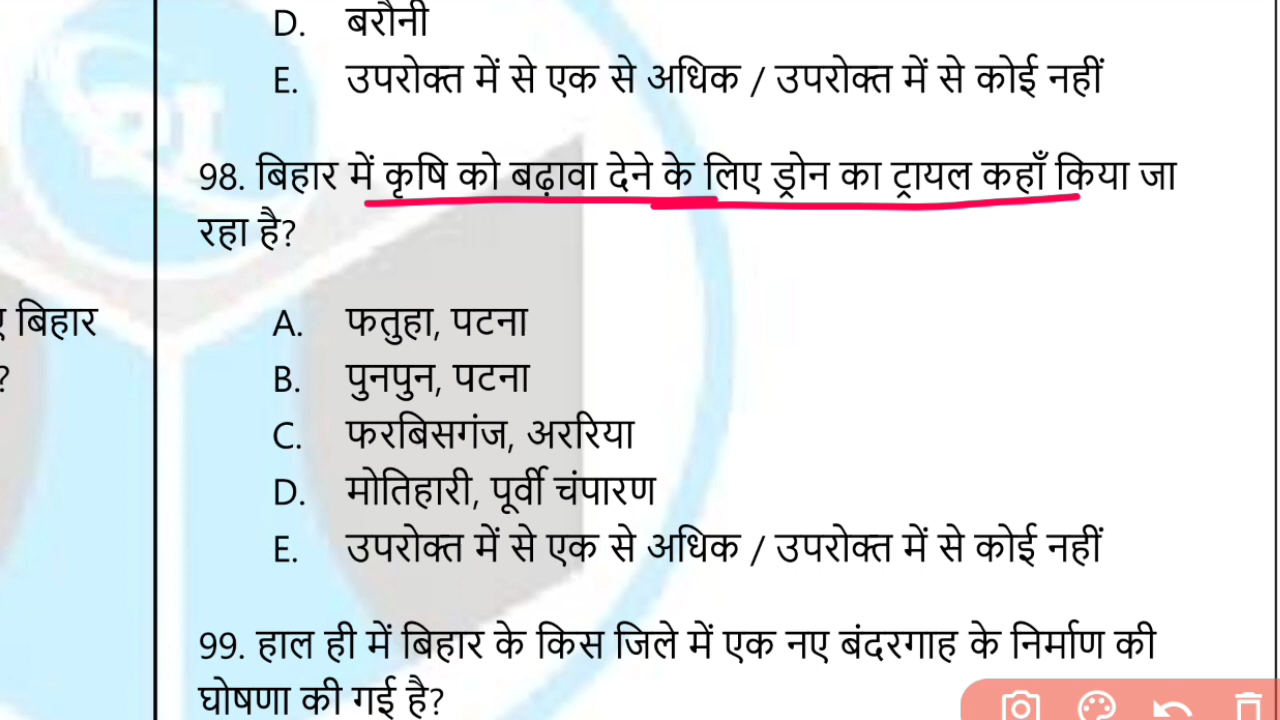 D. बरौनी
E. उपरोक्त में से एक से अधिक / उपरोक्त में से कोई नहीं
98. बिहार में कृषि को बढ़ावा देने के लिए ड्रोन का ट्रायल कहाँ किया जा
रहा है?
बिहार
?
A. फतुहा, पटना
B. पुनपुन, पटना
C. फरबिसगंज, अररिया
D. मोतिहारी, पूर्वी चंपारण
E. उपरोक्त में से एक से अधिक / उपरोक्त में से कोई नहीं
99. हाल ही में बिहार के किस जिले में एक नए बंदरगाह के निर्माण की
घोषणा की गई है?